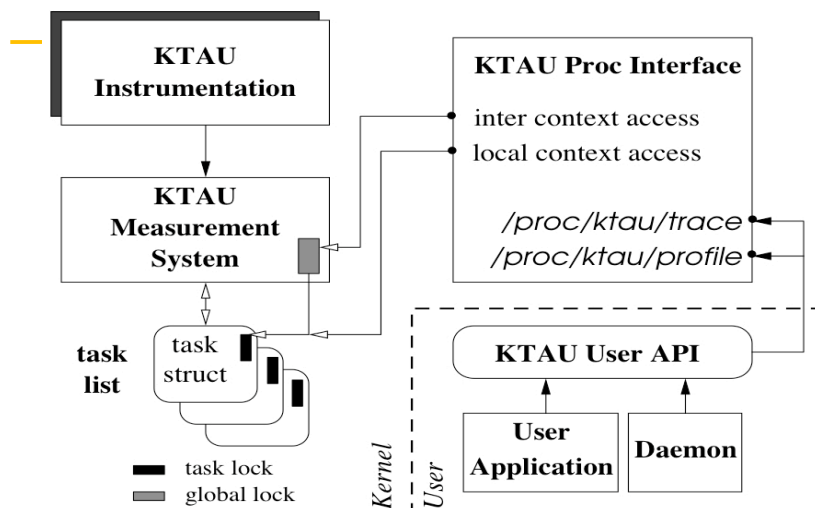 KTAU
Instrumentation
KTAU
Measurement
System
task
list
task
struct
task lock
global lock
KTAU Proc Interface
inter context access
local context access
/proc/ktau/trace
/proc/ktau/profile
KTAU User API
User
Application
Daemon
Kernel
User